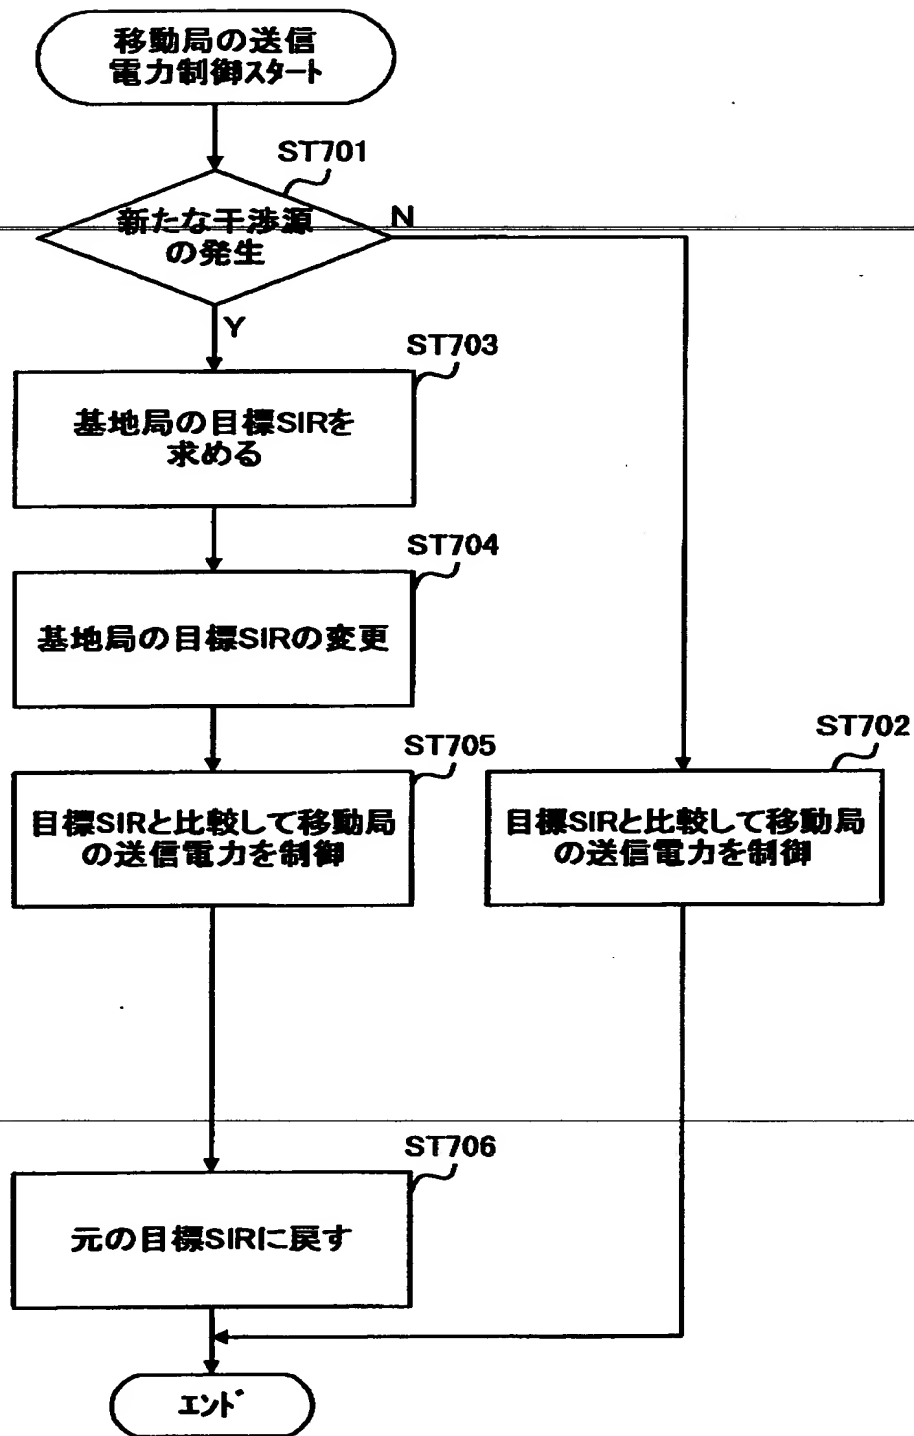 移動局の送信
電力制御スタート
ST701
新たな干渉源
の発生
N
Y
ST703
基地局の目標SIRを
求める
ST704
基地局の目標SIRの変更
ST705
目標SIRと比較して移動局
の送信電力を制御
ST702
目標SIRと比較して移動局
の送信電力を制御
ST706
元の目標SIRに戻す
エンド